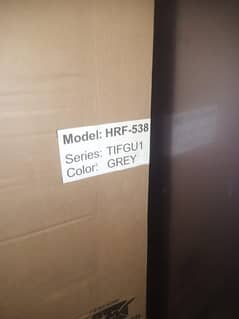 Model: HRF-538
Series: TIFGU1
Color: GREY